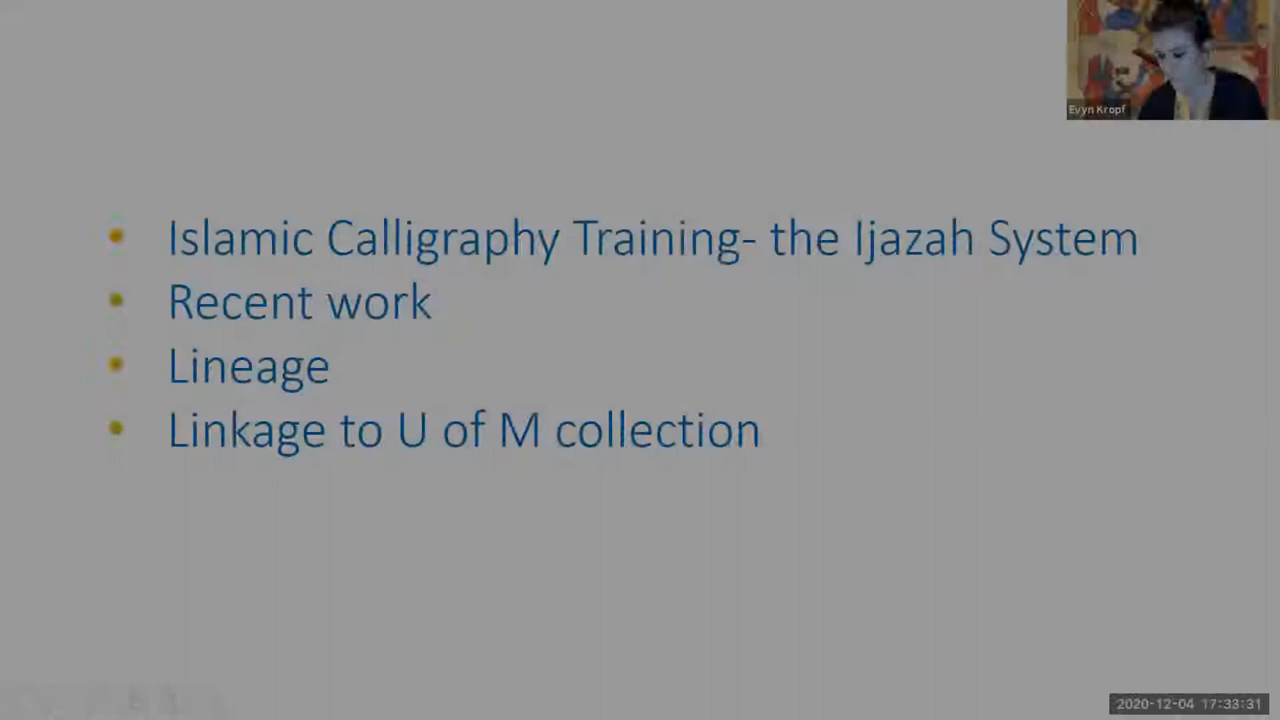 Evyn Kropf
Islamic Calligraphy Training- the Ijazah System
Recent work
Lineage
Linkage to U of M collection
2020-12-04 17:33:31